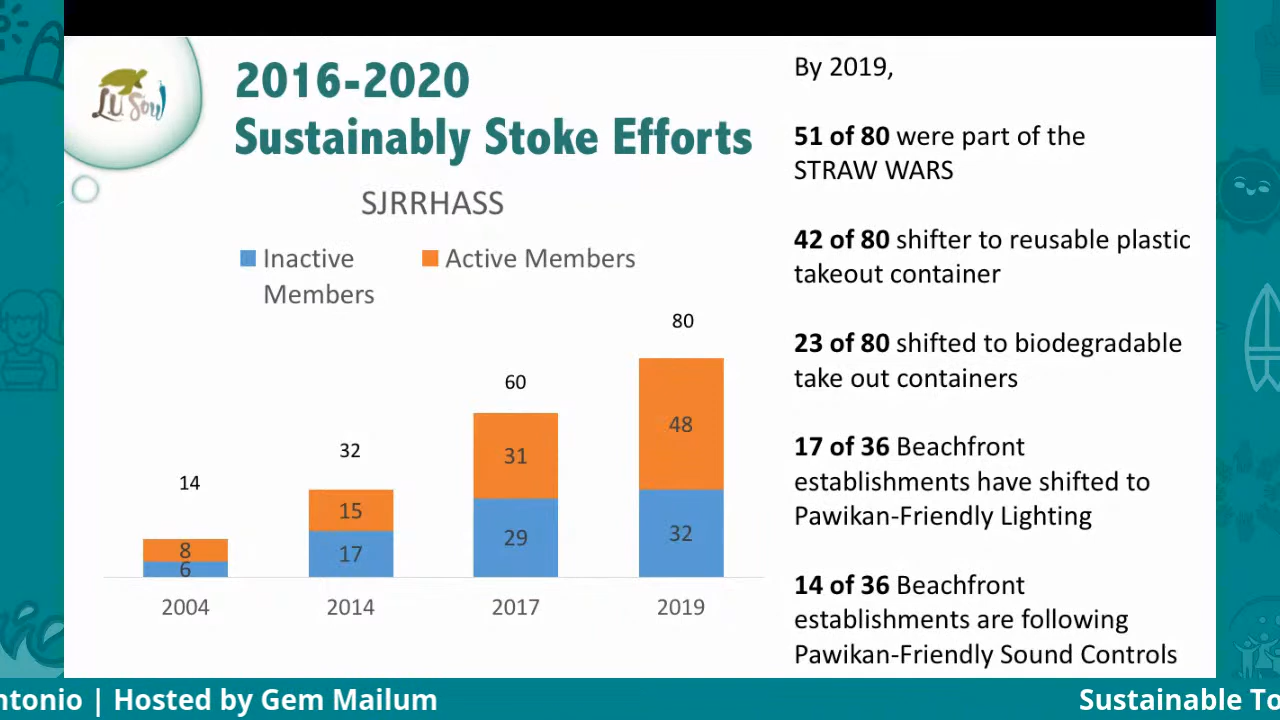 LU Soul
2016-2020
Sustainably Stoke Efforts
SJRRHASS
Inactive
Members
Active Members
14
32
60
80
8
6
15
17
31
29
48
32
2004
2014
2017
2019
By 2019,
51 of 80 were part of the
STRAW WARS
42 of 80 shifter to reusable plastic
takeout container
23 of 80 shifted to biodegradable
take out containers
17 of 36 Beachfront
establishments have shifted to
Pawikan-Friendly Lighting
14 of 36 Beachfront
establishments are following
Pawikan-Friendly Sound Controls
ntonio | Hosted by Gem Mailum
Sustainable To